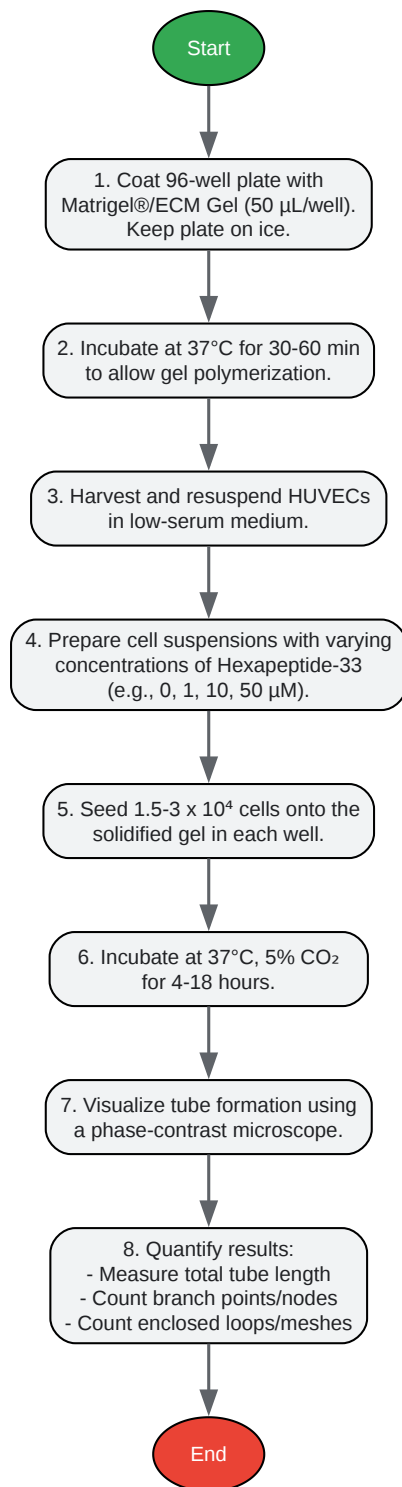 Start
1. Coat 96-well plate with
Matrigel®/ECM Gel (50 µL/well).
Keep plate on ice.
2. Incubate at 37°C for 30-60 min
to allow gel polymerization.
3. Harvest and resuspend HUVECs
in low-serum medium.
4. Prepare cell suspensions with varying
concentrations of Hexapeptide-33
(e.g., 0, 1, 10, 50 µM).
5. Seed 1.5-3 x 10⁴ cells onto the
solidified gel in each well.
6. Incubate at 37°C, 5% CO₂
for 4-18 hours.
7. Visualize tube formation using
a phase-contrast microscope.
8. Quantify results:
- Measure total tube length
- Count branch points/nodes
- Count enclosed loops/meshes
End